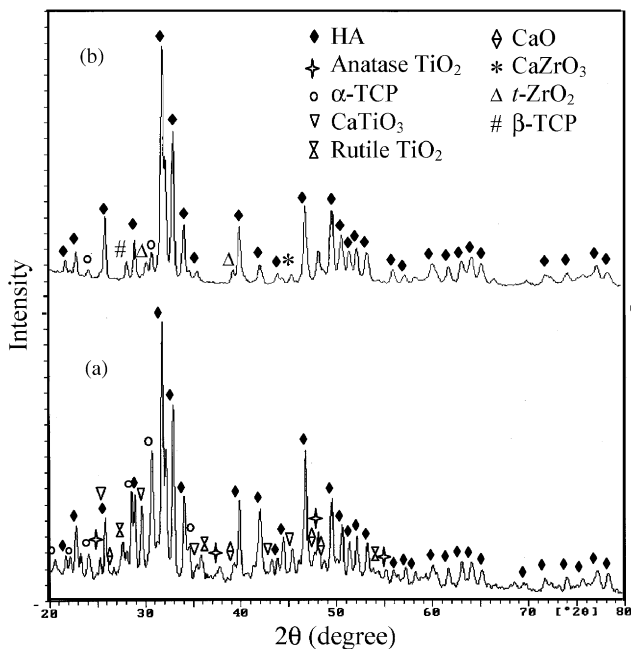 (b)
◆ HA
Anatase TiO₂
o α-TCP
▽ CaTiO₃
Rutile TiO₂
CaO
* CaZrO₃
Δ t-ZrO₂
# β-TCP
#
Δ
o
o
Δ
*
Intensity
(a)
-20 30 40 50 60 70 [°2θ] 80
2θ (degree)